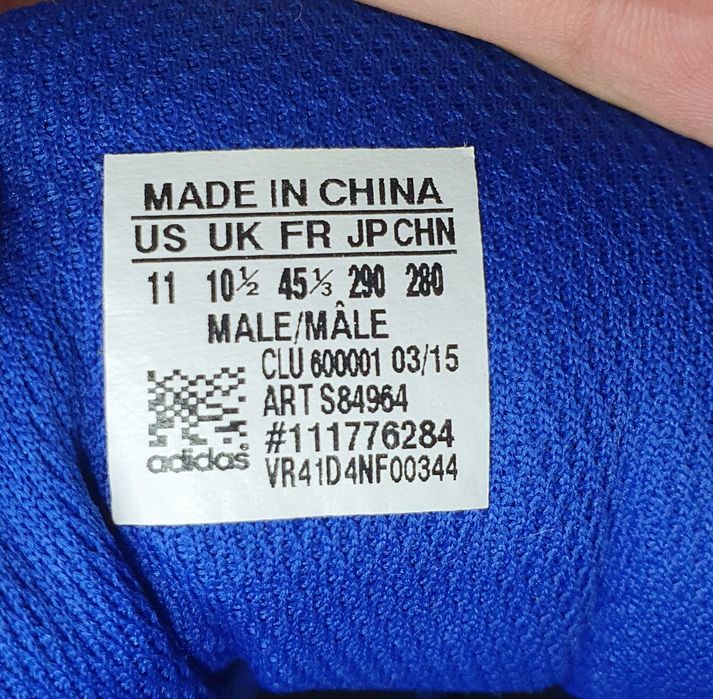 MADE IN CHINA
US UK FR JP CHN
11 10½ 45⅓ 290 280
MALE/MÂLE
CLU 600001 03/15
ART S84964
#111776284
adidas
VR41D4NF00344